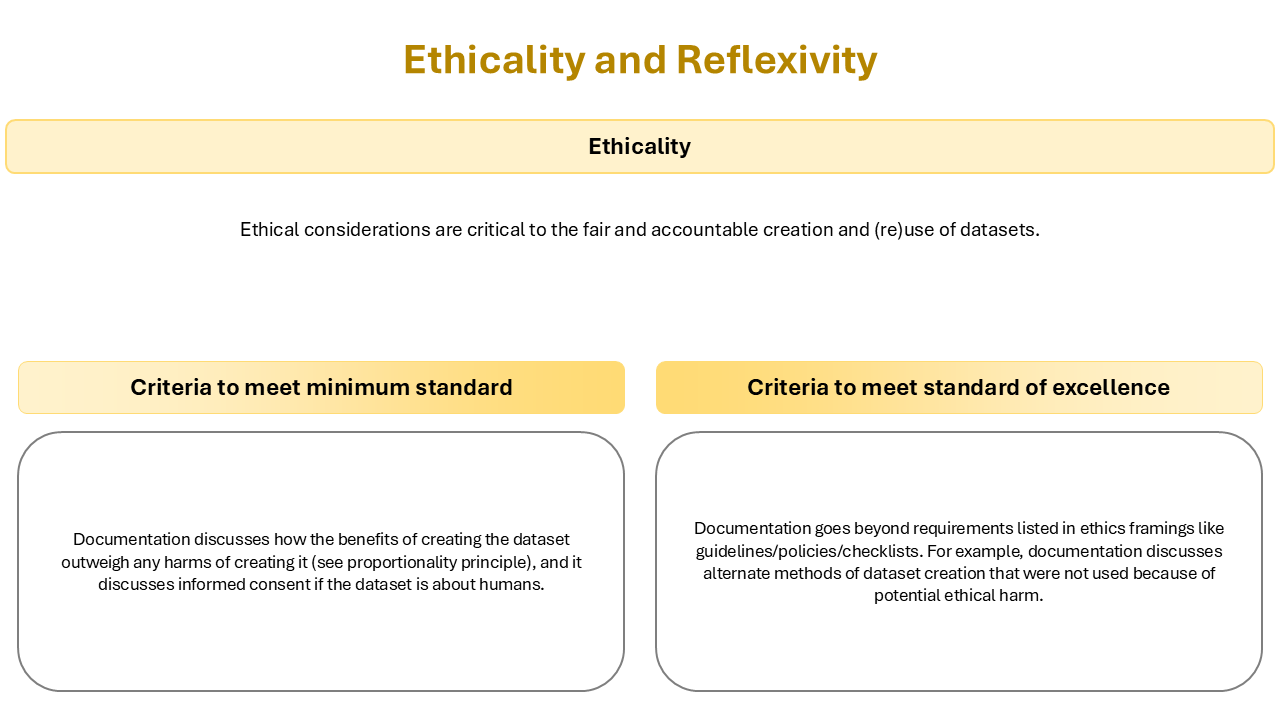 Ethicality and Reflexivity
Ethicality
Ethical considerations are critical to the fair and accountable creation and (re)use of datasets.
Criteria to meet minimum standard
Documentation discusses how the benefits of creating the dataset
outweigh any harms of creating it (see proportionality principle), and it
discusses informed consent if the dataset is about humans.
Criteria to meet standard of excellence
Documentation goes beyond requirements listed in ethics framings like
guidelines/policies/checklists. For example, documentation discusses
alternate methods of dataset creation that were not used because of
potential ethical harm.